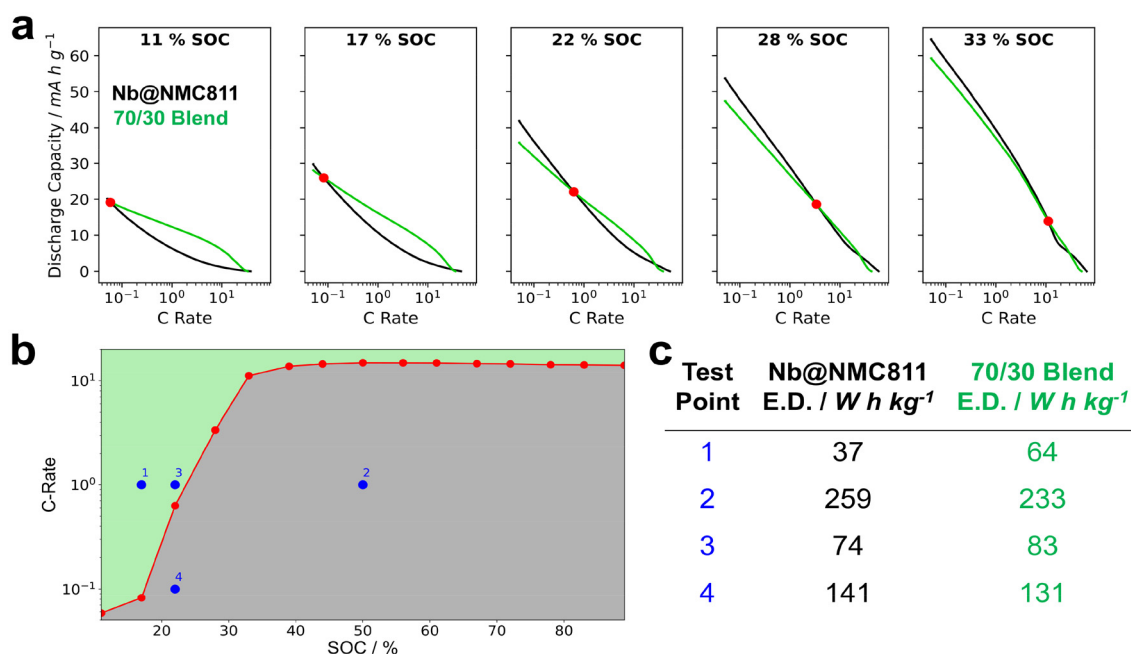 a
11 % SOC
17 % SOC
22 % SOC
28 % SOC
33 % SOC
Nb@NMC811
70/30 Blend
Discharge Capacity / mA h g⁻¹
60
50
40
30
20
10
0
10⁻¹ 10⁰ 10¹
10⁻¹ 10⁰ 10¹
10⁻¹ 10⁰ 10¹
10⁻¹ 10⁰ 10¹
10⁻¹ 10⁰ 10¹
C Rate
C Rate
C Rate
C Rate
C Rate
b
C-Rate
10¹
10⁰
10⁻¹
1
3
2
4
20 30 40 50 60 70 80
SOC / %
c
Test Nb@NMC811 70/30 Blend
Point E.D. / W h kg⁻¹ E.D. / W h kg⁻¹
1 37 64
2 259 233
3 74 83
4 141 131